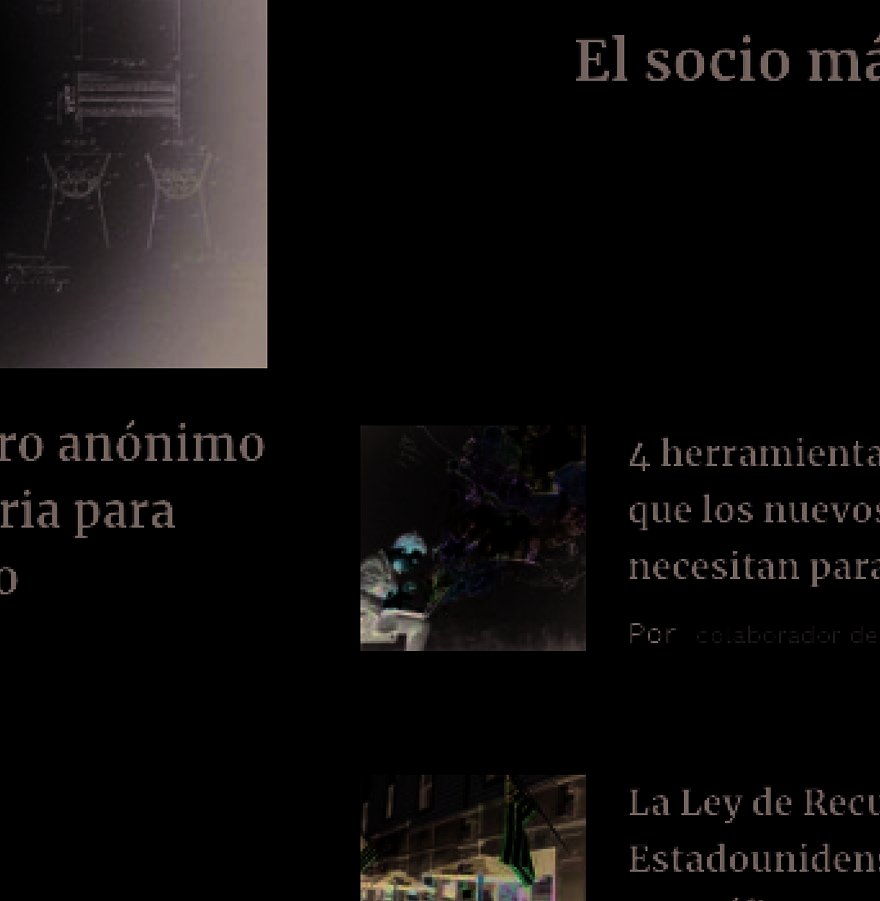 El socio má
ro anónimo
ria para
o
4 herramienta
que los nuevos
necesitan para
Por colaborador de
La Ley de Recu
Estadounidens